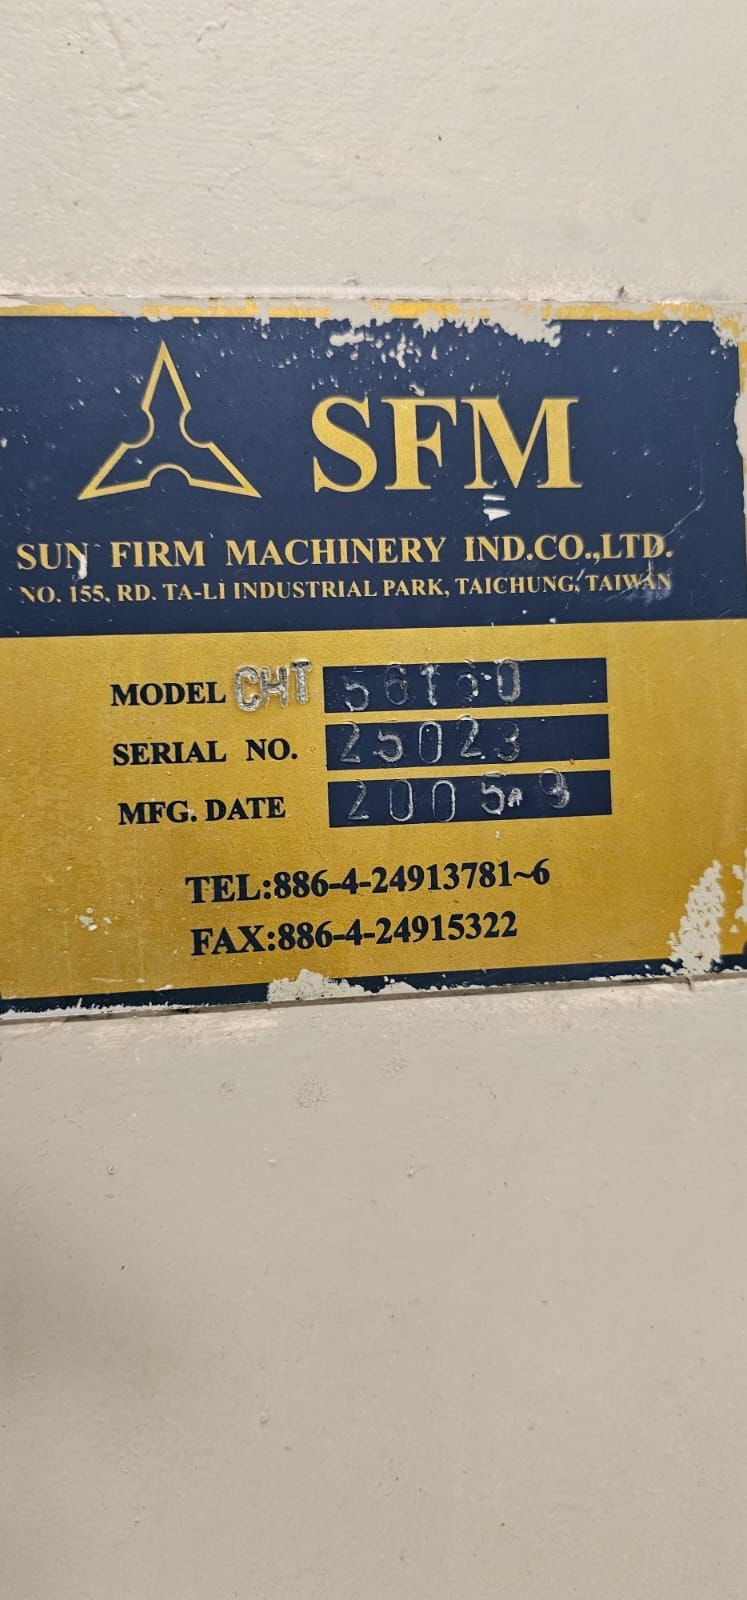 SFM
SUN FIRM MACHINERY IND.CO.,LTD.
NO. 155, RD. TA-LI INDUSTRIAL PARK, TAICHUNG, TAIWAN
MODEL CHT
SERIAL NO. 25023
MFG. DATE 2005.9
TEL:886-4-24913781~6
FAX:886-4-24915322